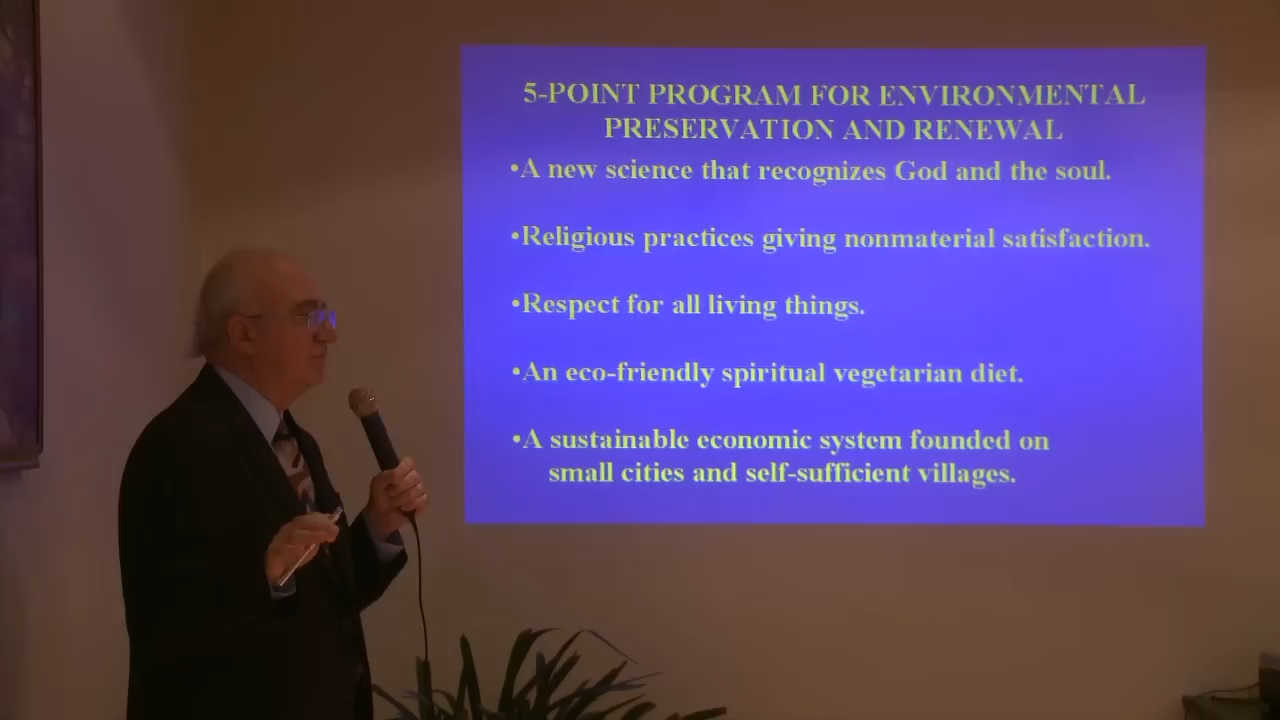 5-POINT PROGRAM FOR ENVIRONMENTAL
PRESERVATION AND RENEWAL
•A new science that recognizes God and the soul.
•Religious practices giving nonmaterial satisfaction.
•Respect for all living things.
•An eco-friendly spiritual vegetarian diet.
•A sustainable economic system founded on
small cities and self-sufficient villages.